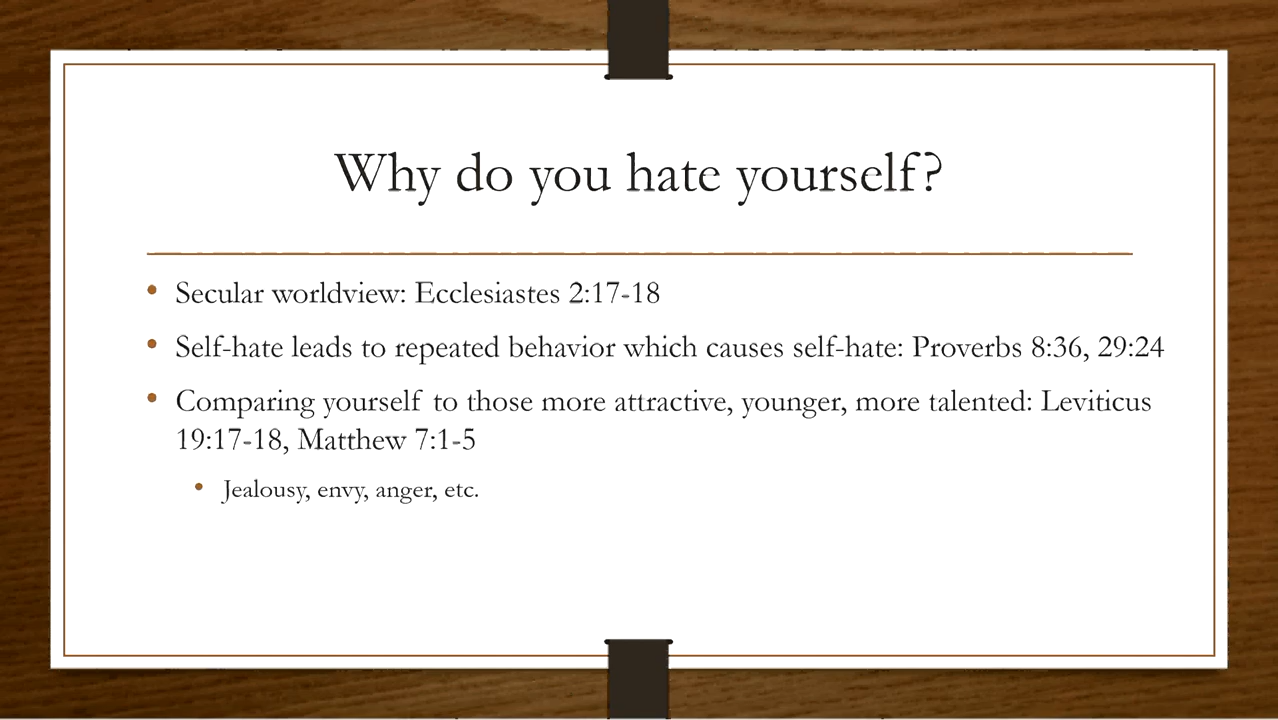 Why do you hate yourself?
• Secular worldview: Ecclesiastes 2:17-18
• Self-hate leads to repeated behavior which causes self-hate: Proverbs 8:36, 29:24
• Comparing yourself to those more attractive, younger, more talented: Leviticus
19:17-18, Matthew 7:1-5
• Jealousy, envy, anger, etc.